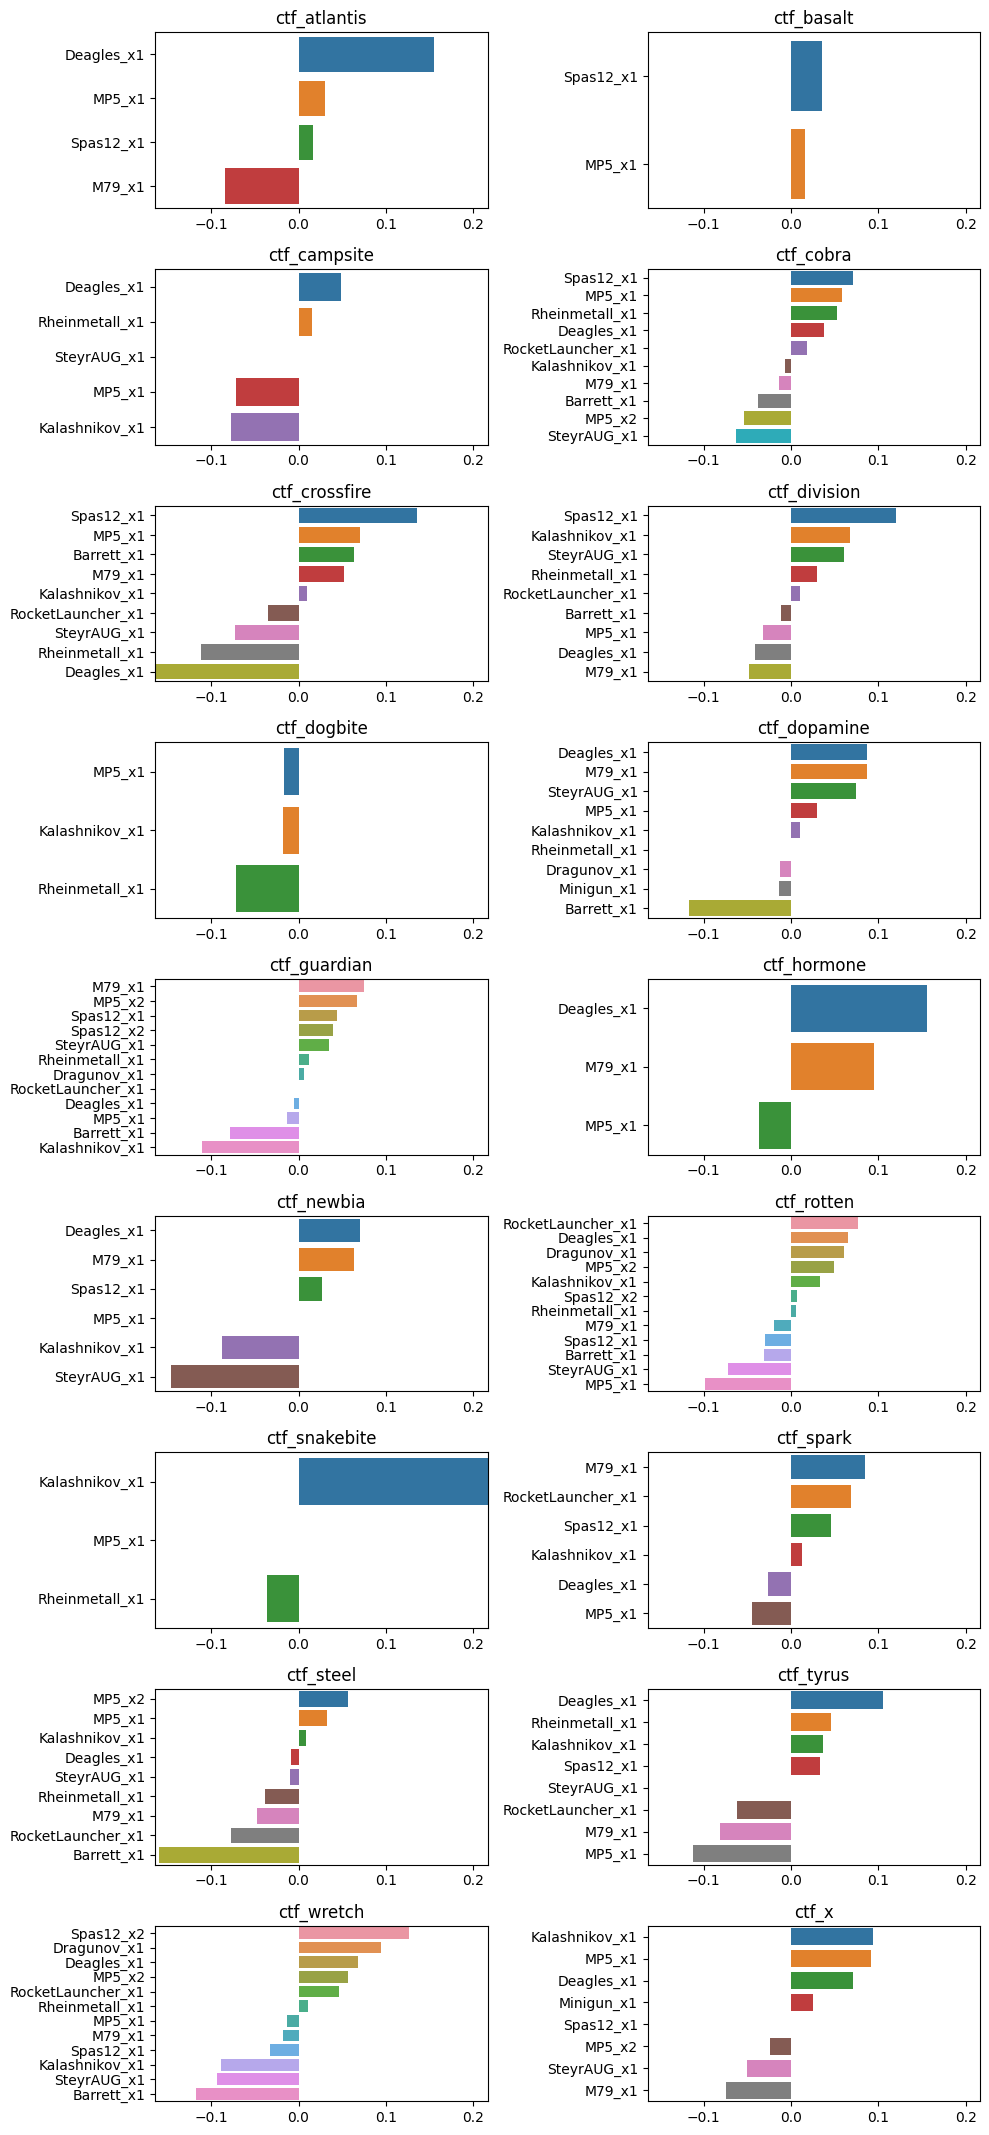 ctf_atlantis
Deagles_x1
MP5_x1
Spas12_x1
M79_x1
−0.1 0.0 0.1 0.2
ctf_basalt
Spas12_x1
MP5_x1
−0.1 0.0 0.1 0.2
ctf_campsite
Deagles_x1
Rheinmetall_x1
SteyrAUG_x1
MP5_x1
Kalashnikov_x1
−0.1 0.0 0.1 0.2
ctf_cobra
Spas12_x1
MP5_x1
Rheinmetall_x1
Deagles_x1
RocketLauncher_x1
Kalashnikov_x1
M79_x1
Barrett_x1
MP5_x2
SteyrAUG_x1
−0.1 0.0 0.1 0.2
ctf_crossfire
Spas12_x1
MP5_x1
Barrett_x1
M79_x1
Kalashnikov_x1
RocketLauncher_x1
SteyrAUG_x1
Rheinmetall_x1
Deagles_x1
−0.1 0.0 0.1 0.2
ctf_division
Spas12_x1
Kalashnikov_x1
SteyrAUG_x1
Rheinmetall_x1
RocketLauncher_x1
Barrett_x1
MP5_x1
Deagles_x1
M79_x1
−0.1 0.0 0.1 0.2
ctf_dogbite
MP5_x1
Kalashnikov_x1
Rheinmetall_x1
−0.1 0.0 0.1 0.2
ctf_dopamine
Deagles_x1
M79_x1
SteyrAUG_x1
MP5_x1
Kalashnikov_x1
Rheinmetall_x1
Dragunov_x1
Minigun_x1
Barrett_x1
−0.1 0.0 0.1 0.2
ctf_guardian
M79_x1
MP5_x2
Spas12_x1
Spas12_x2
SteyrAUG_x1
Rheinmetall_x1
Dragunov_x1
RocketLauncher_x1
Deagles_x1
MP5_x1
Barrett_x1
Kalashnikov_x1
−0.1 0.0 0.1 0.2
ctf_hormone
Deagles_x1
M79_x1
MP5_x1
−0.1 0.0 0.1 0.2
ctf_newbia
Deagles_x1
M79_x1
Spas12_x1
MP5_x1
Kalashnikov_x1
SteyrAUG_x1
−0.1 0.0 0.1 0.2
ctf_rotten
RocketLauncher_x1
Deagles_x1
Dragunov_x1
MP5_x2
Kalashnikov_x1
Spas12_x2
Rheinmetall_x1
M79_x1
Spas12_x1
Barrett_x1
SteyrAUG_x1
MP5_x1
−0.1 0.0 0.1 0.2
ctf_snakebite
Kalashnikov_x1
MP5_x1
Rheinmetall_x1
−0.1 0.0 0.1 0.2
ctf_spark
M79_x1
RocketLauncher_x1
Spas12_x1
Kalashnikov_x1
Deagles_x1
MP5_x1
−0.1 0.0 0.1 0.2
ctf_steel
MP5_x2
MP5_x1
Kalashnikov_x1
Deagles_x1
SteyrAUG_x1
Rheinmetall_x1
M79_x1
RocketLauncher_x1
Barrett_x1
−0.1 0.0 0.1 0.2
ctf_tyrus
Deagles_x1
Rheinmetall_x1
Kalashnikov_x1
Spas12_x1
SteyrAUG_x1
RocketLauncher_x1
M79_x1
MP5_x1
−0.1 0.0 0.1 0.2
ctf_wretch
Spas12_x2
Dragunov_x1
Deagles_x1
MP5_x2
RocketLauncher_x1
Rheinmetall_x1
MP5_x1
M79_x1
Spas12_x1
Kalashnikov_x1
SteyrAUG_x1
Barrett_x1
−0.1 0.0 0.1 0.2
ctf_x
Kalashnikov_x1
MP5_x1
Deagles_x1
Minigun_x1
Spas12_x1
MP5_x2
SteyrAUG_x1
M79_x1
−0.1 0.0 0.1 0.2